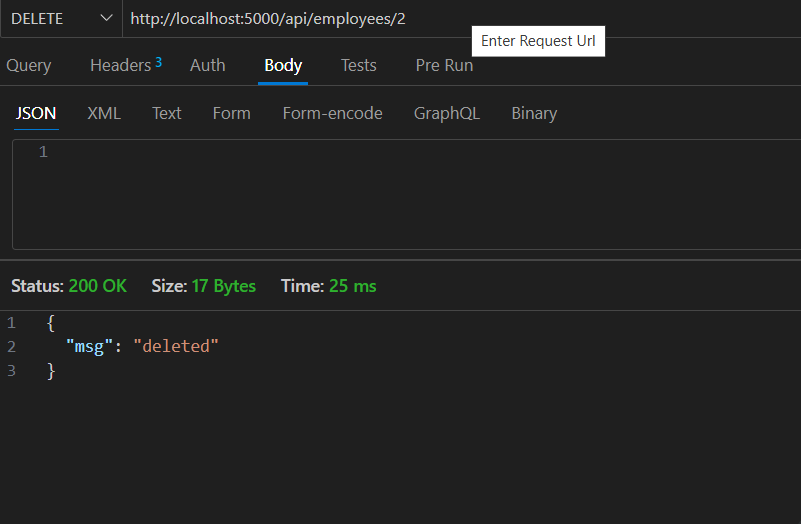 DELETE http://localhost:5000/api/employees/2
Enter Request Url
Query Headers 3 Auth Body Tests Pre Run
JSON XML Text Form Form-encode GraphQL Binary
1
Status: 200 OK Size: 17 Bytes Time: 25 ms
1 {
2 "msg": "deleted"
3 }